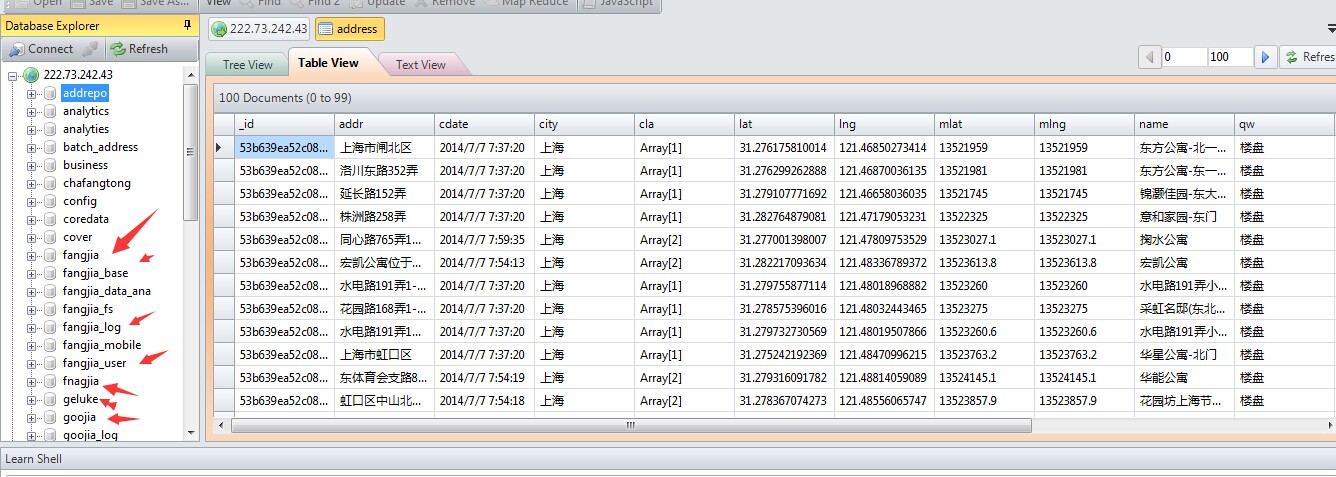 Open Save Save As... View Find Find 2 Update Remove Map Reduce JavaScript
Database Explorer
222.73.242.43 address
Connect Refresh
Tree View Table View Text View
0 100 Refres
222.73.242.43
addrepo
analytics
analyties
batch_address
business
chafangtong
config
coredata
cover
fangjia
fangjia_base
fangjia_data_ana
fangjia_fs
fangjia_log
fangjia_mobile
fangjia_user
fnagjia
geluke
goojia
goojia_log
100 Documents (0 to 99)
_id addr cdate city cla lat lng mlat mlng name qw
53b639ea52c08... 上海市闸北区 2014/7/7 7:37:20 上海 Array[1] 31.276175810014 121.46850273414 13521959 13521959 东方公寓-北一... 楼盘
53b639ea52c08... 洛川东路352弄 2014/7/7 7:37:20 上海 Array[1] 31.276299262888 121.46870036135 13521981 13521981 东方公寓-东一... 楼盘
53b639ea52c08... 延长路152弄 2014/7/7 7:37:20 上海 Array[1] 31.279107771692 121.46658036035 13521745 13521745 锦灏佳园-东大... 楼盘
53b639ea52c08... 株洲路258弄 2014/7/7 7:37:20 上海 Array[1] 31.282764879081 121.47179053231 13522325 13522325 意和家园-东门 楼盘
53b639ea52c08... 同心路765弄1... 2014/7/7 7:59:35 上海 Array[2] 31.277001398007 121.47809753529 13523027.1 13523027.1 掬水公寓 楼盘
53b639ea52c08... 宏凯公寓位于... 2014/7/7 7:54:13 上海 Array[2] 31.282217093634 121.48336789372 13523613.8 13523613.8 宏凯公寓 楼盘
53b639ea52c08... 水电路191弄1-... 2014/7/7 7:37:20 上海 Array[1] 31.279755877114 121.48018968882 13523260 13523260 水电路191弄小... 楼盘
53b639ea52c08... 花园路168弄1-... 2014/7/7 7:37:20 上海 Array[1] 31.278575396016 121.48032443465 13523275 13523275 采虹名邸(东北... 楼盘
53b639ea52c08... 水电路191弄1... 2014/7/7 7:37:20 上海 Array[1] 31.279732730569 121.48019507866 13523260.6 13523260.6 水电路191弄小... 楼盘
53b639ea52c08... 上海市虹口区 2014/7/7 7:37:20 上海 Array[1] 31.275242192369 121.48470996215 13523763.2 13523763.2 华星公寓-北门 楼盘
53b639ea52c08... 东体育会支路8... 2014/7/7 7:54:19 上海 Array[2] 31.279316091782 121.48814059089 13524145.1 13524145.1 华能公寓 楼盘
53b639ea52c08... 虹口区中山北... 2014/7/7 7:54:18 上海 Array[2] 31.278367074273 121.48556065747 13523857.9 13523857.9 花园坊上海节... 楼盘
Learn Shell